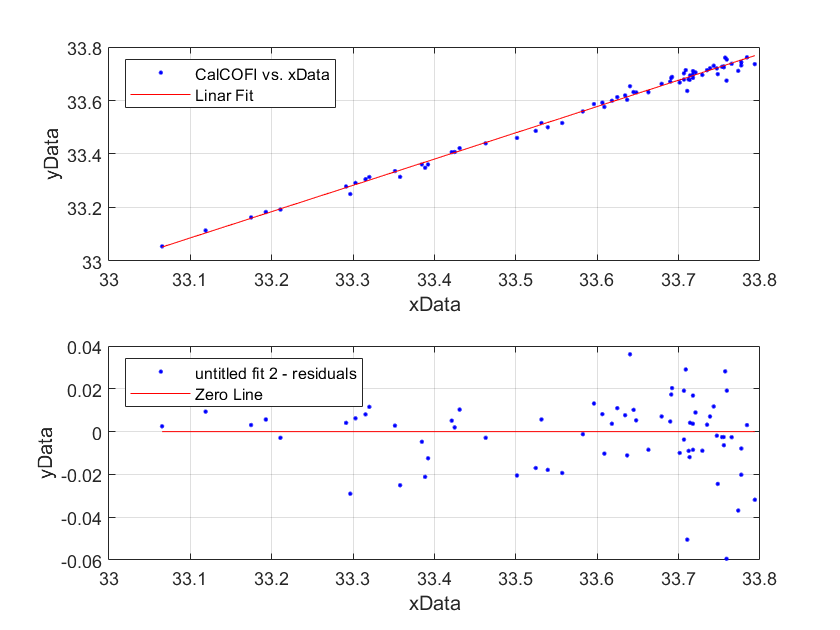 CalCOFI vs. xData
Linar Fit
yData
33.8
33.6
33.4
33.2
33
33 33.1 33.2 33.3 33.4 33.5 33.6 33.7 33.8
xData
untitled fit 2 - residuals
Zero Line
yData
0.04
0.02
0
-0.02
-0.04
-0.06
33 33.1 33.2 33.3 33.4 33.5 33.6 33.7 33.8
xData